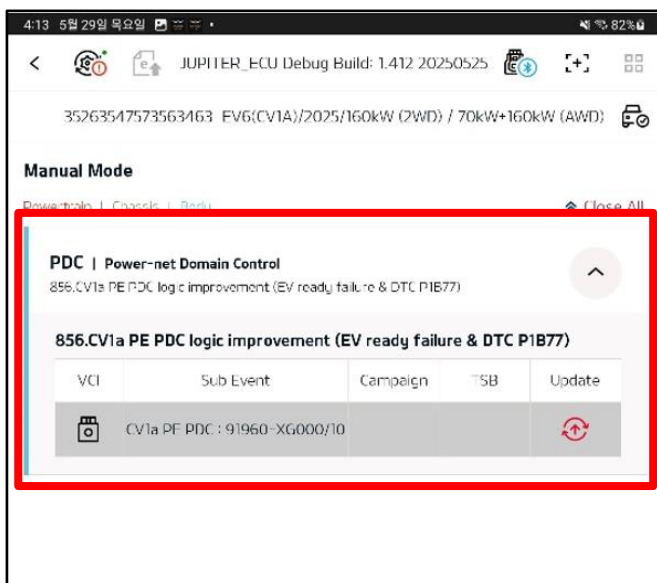 4:13 5월 29일 목요일 82%
JUPITER_ECU Debug Build: 1.412 20250525
35263547573563463 EV6(CV1A)/2025/160kW (2WD) / 70kW+160kW (AWD)
Manual Mode
Powertrain | Chassis | Body Close All
PDC | Power-net Domain Control
856.CV1a PE PDC logic improvement (EV ready failure & DTC P1B77)
856.CV1a PE PDC logic improvement (EV ready failure & DTC P1B77)
VCI Sub Event Campaign TSB Update
CV1a PE PDC : 91960-XG000/10